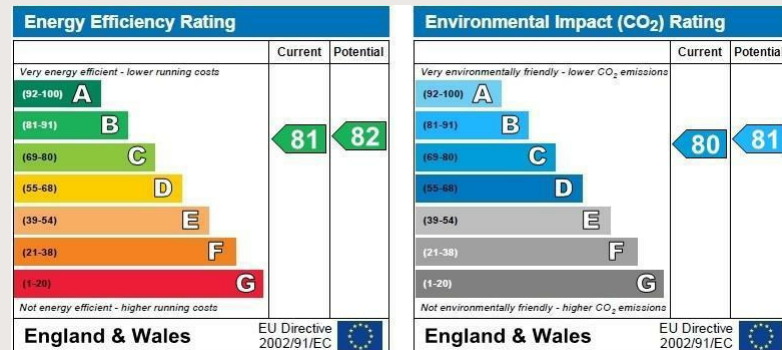 Energy Efficiency Rating
Current Potential
Very energy efficient - lower running costs
(92-100) A
(81-91) B
(69-80) C
(55-68) D
(39-54) E
(21-38) F
(1-20) G
81 82
Not energy efficient - higher running costs
England & Wales
EU Directive
2002/91/EC
Environmental Impact (CO₂) Rating
Current Potential
Very environmentally friendly - lower CO₂ emissions
(92-100) A
(81-91) B
(69-80) C
(55-68) D
(39-54) E
(21-38) F
(1-20) G
80 81
Not environmentally friendly - higher CO₂ emissions
England & Wales
EU Directive
2002/91/EC